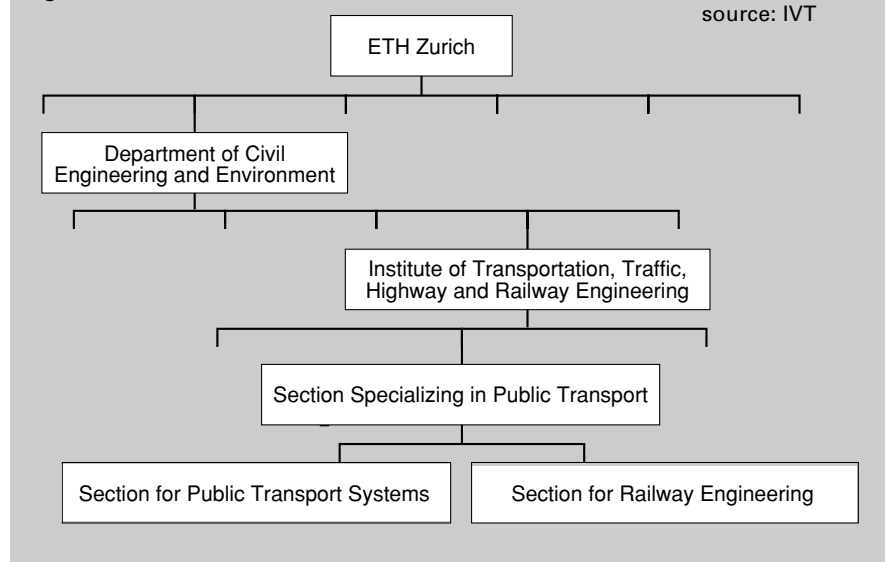 source: IVT
ETH Zurich
Department of Civil
Engineering and Environment
Institute of Transportation, Traffic,
Highway and Railway Engineering
Section Specializing in Public Transport
Section for Public Transport Systems
Section for Railway Engineering